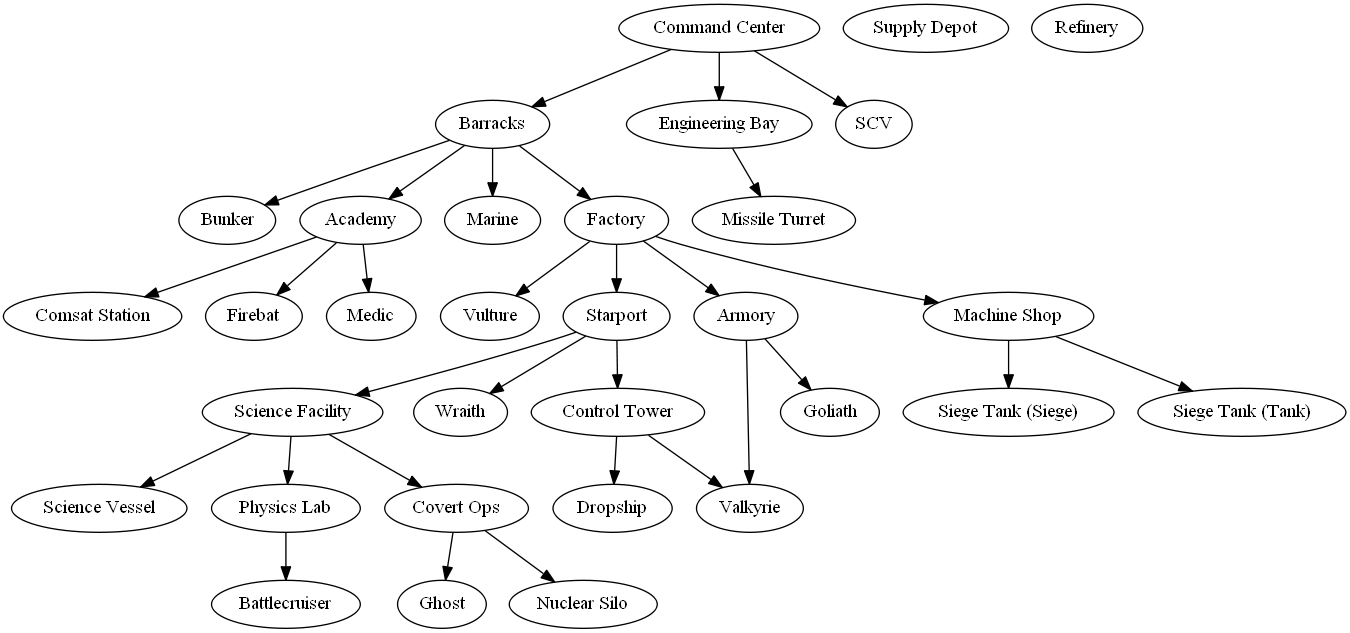 Command Center
Supply Depot
Refinery
Barracks
Engineering Bay
SCV
Bunker
Academy
Marine
Factory
Missile Turret
Comsat Station
Firebat
Medic
Vulture
Starport
Armory
Machine Shop
Science Facility
Wraith
Control Tower
Goliath
Siege Tank (Siege)
Siege Tank (Tank)
Science Vessel
Physics Lab
Covert Ops
Dropship
Valkyrie
Battlecruiser
Ghost
Nuclear Silo